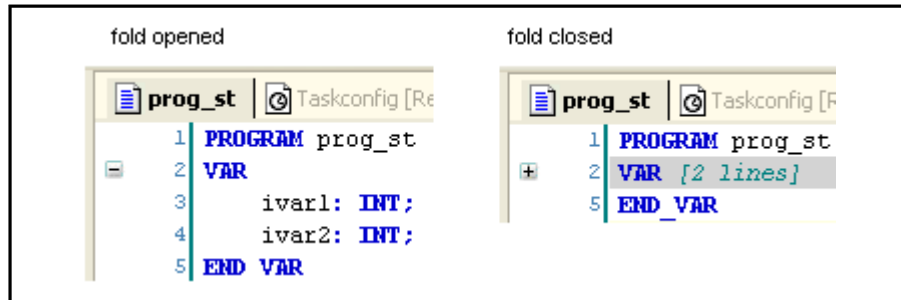 fold opened
prog_st Taskconfig [Re
1 PROGRAM prog_st
2 VAR
3 ivar1: INT;
4 ivar2: INT;
5 END_VAR
fold closed
prog_st Taskconfig [R
1 PROGRAM prog_st
2 VAR [2 lines]
5 END_VAR